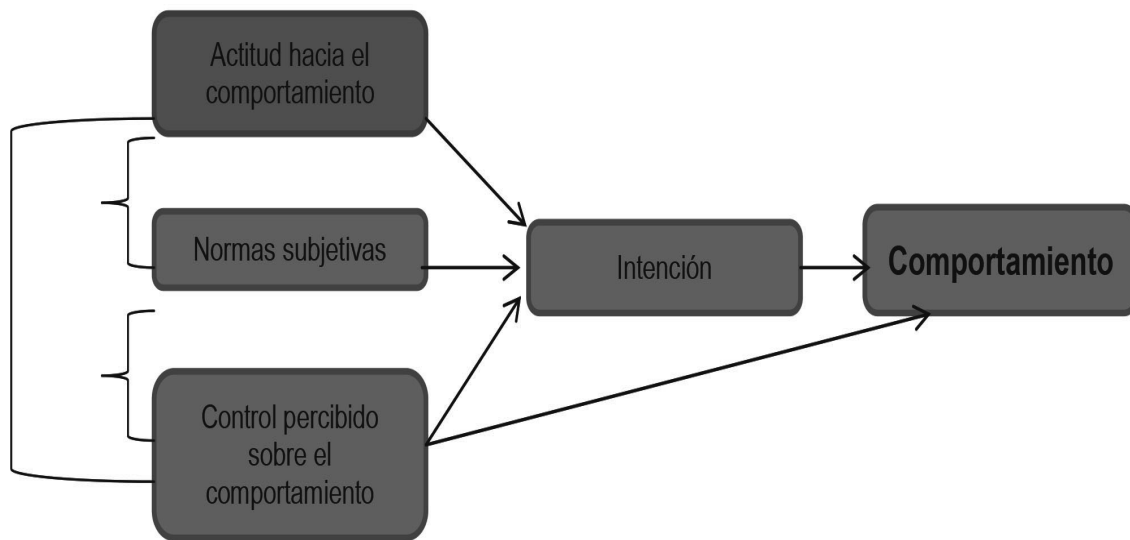 Actitud hacia el
comportamiento
Normas subjetivas
Intención
Comportamiento
Control percibido
sobre el
comportamiento